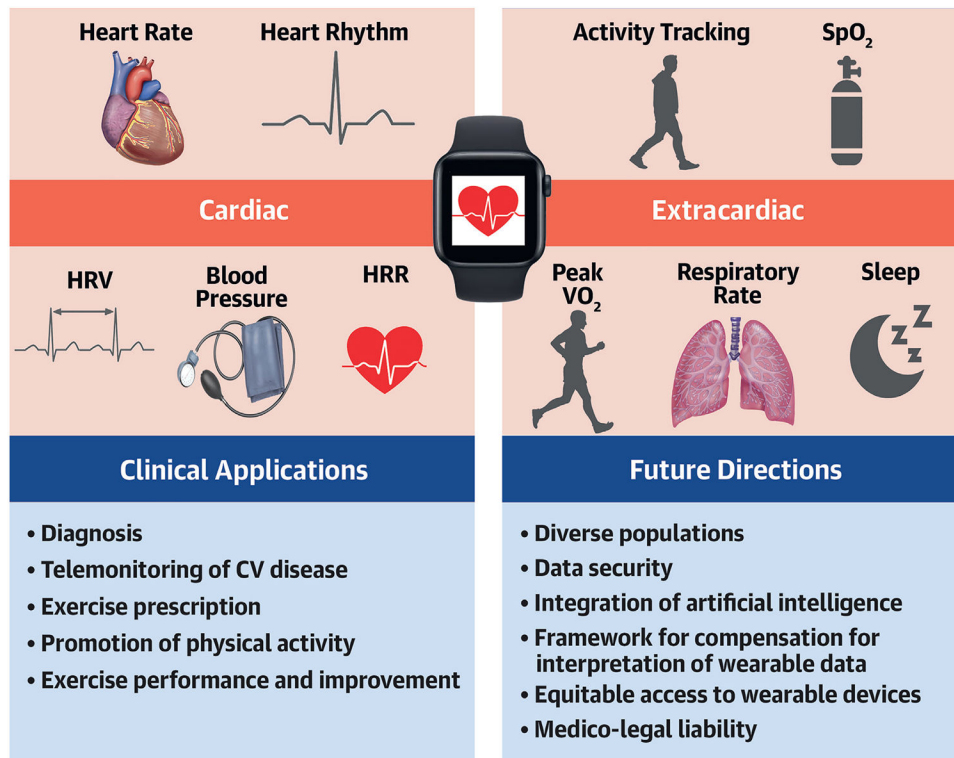 Heart Rate
Heart Rhythm
Activity Tracking
SpO₂
Cardiac
Extracardiac
HRV
Blood
Pressure
HRR
Peak
VO₂
Respiratory
Rate
Sleep
z Z
z
Clinical Applications
Future Directions
• Diagnosis
• Telemonitoring of CV disease
• Exercise prescription
• Promotion of physical activity
• Exercise performance and improvement
• Diverse populations
• Data security
• Integration of artificial intelligence
• Framework for compensation for
interpretation of wearable data
• Equitable access to wearable devices
• Medico-legal liability